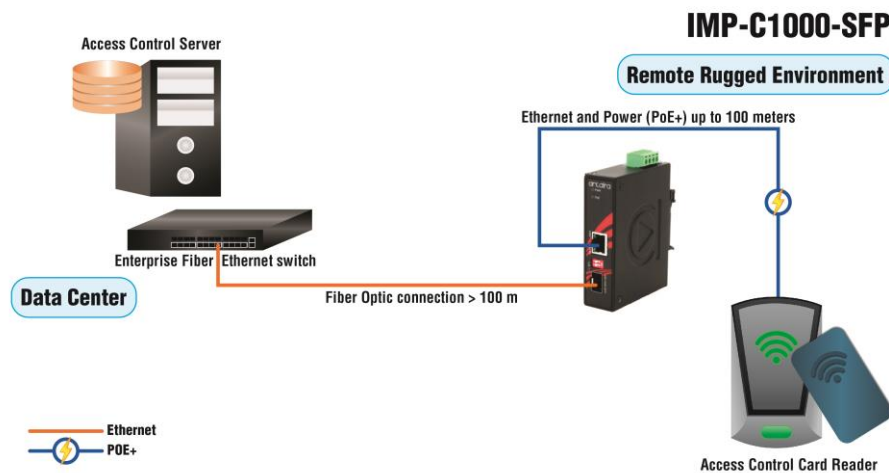 IMP-C1000-SFP
Access Control Server
Remote Rugged Environment
Ethernet and Power (PoE+) up to 100 meters
antaira
Enterprise Fiber Ethernet switch
Data Center
Fiber Optic connection > 100 m
Ethernet
POE+
Access Control Card Reader